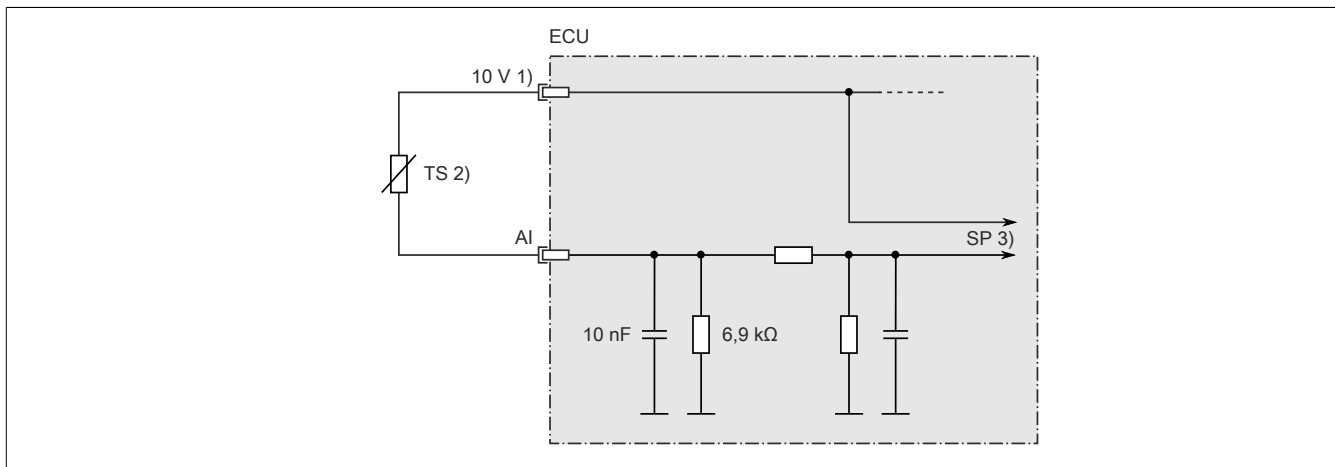 ECU
10 V 1)
TS 2)
AI
SP 3)
10 nF
6,9 kΩ